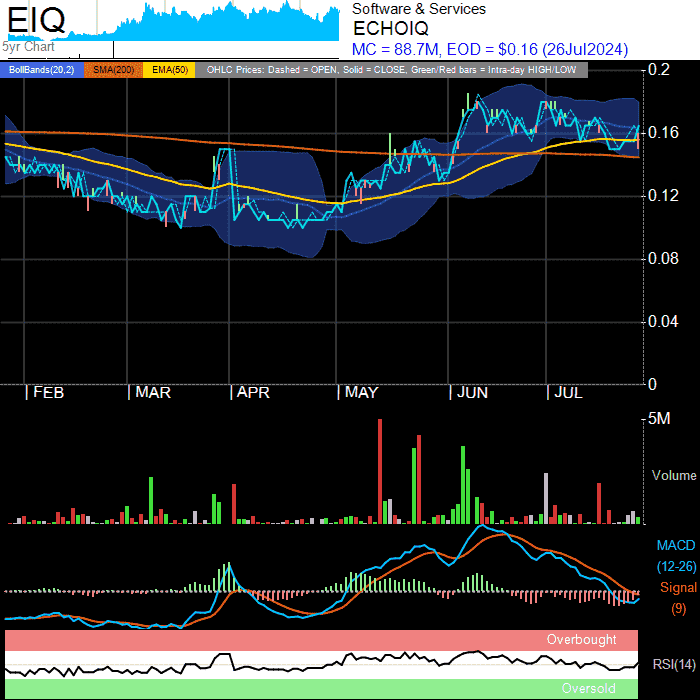 EIQ
5yr Chart
Software & Services
ECHOIQ
MC = 88.7M, EOD = $0.16 (26Jul2024)
BollBands(20,2) SMA(200) EMA(50) OHLC Prices: Dashed = OPEN, Solid = CLOSE, Green/Red bars = Intra-day HIGH/LOW
0.2
0.16
0.12
0.08
0.04
0
FEB MAR APR MAY JUN JUL
5M
Volume
MACD
(12-26)
Signal
(9)
Overbought
RSI(14)
Oversold